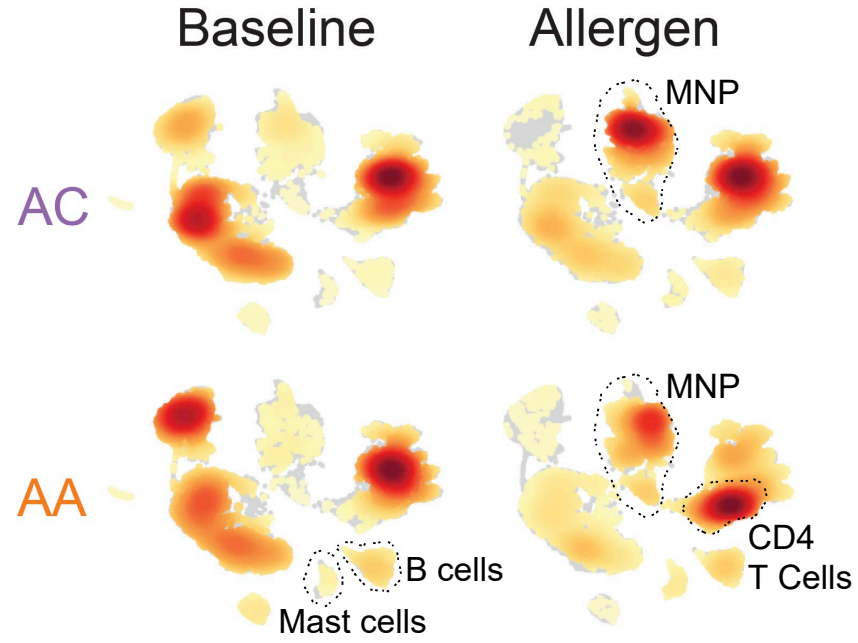 Baseline
Allergen
AC
MNP
AA
MNP
B cells
Mast cells
CD4
T Cells